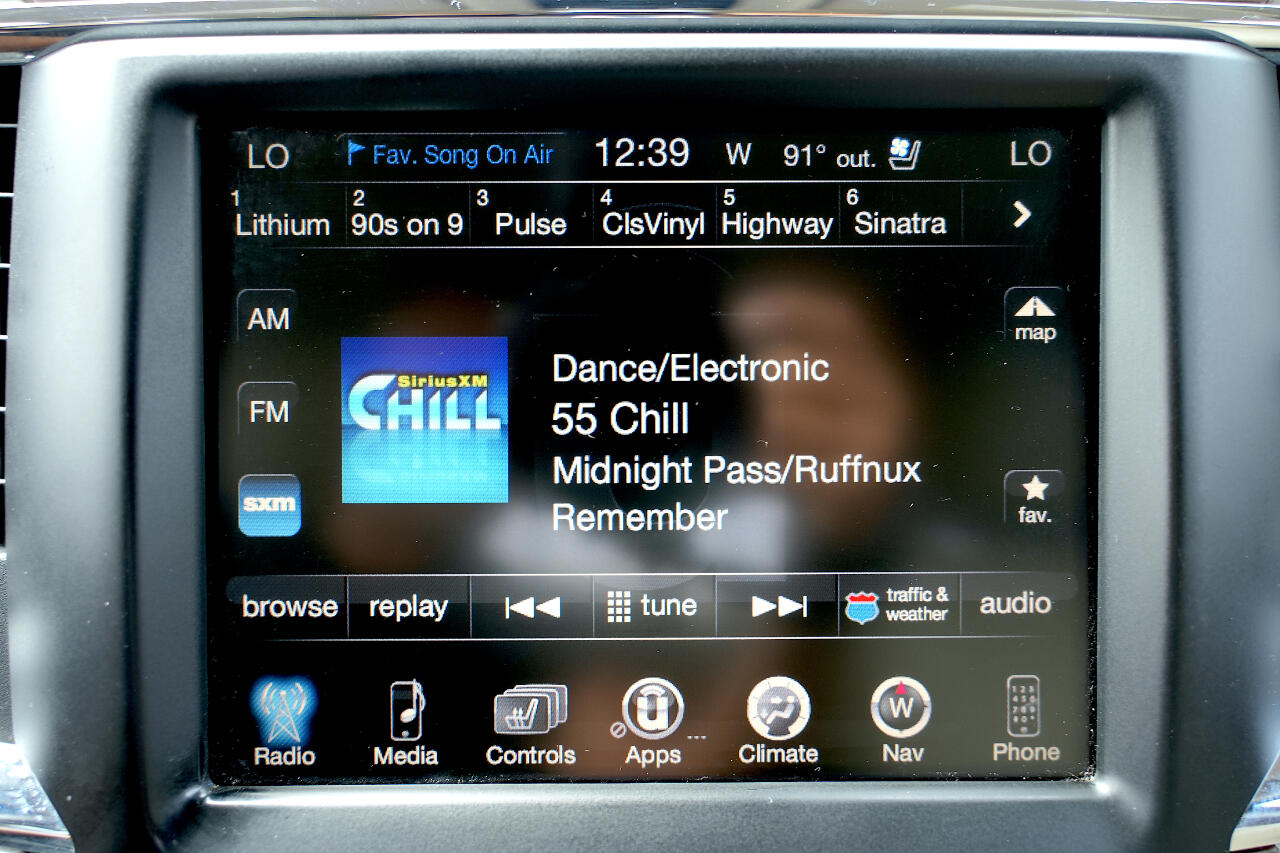 LO Fav. Song On Air 12:39 W 91° out. LO
1 Lithium
2 90s on 9
3 Pulse
4 ClsVinyl
5 Highway
6 Sinatra
AM
map
SiriusXM
CHILL
Dance/Electronic
55 Chill
Midnight Pass/Ruffnux
Remember
FM
sxm
fav.
browse replay tune traffic &
weather audio
Radio Media Controls Apps ... Climate W Nav Phone